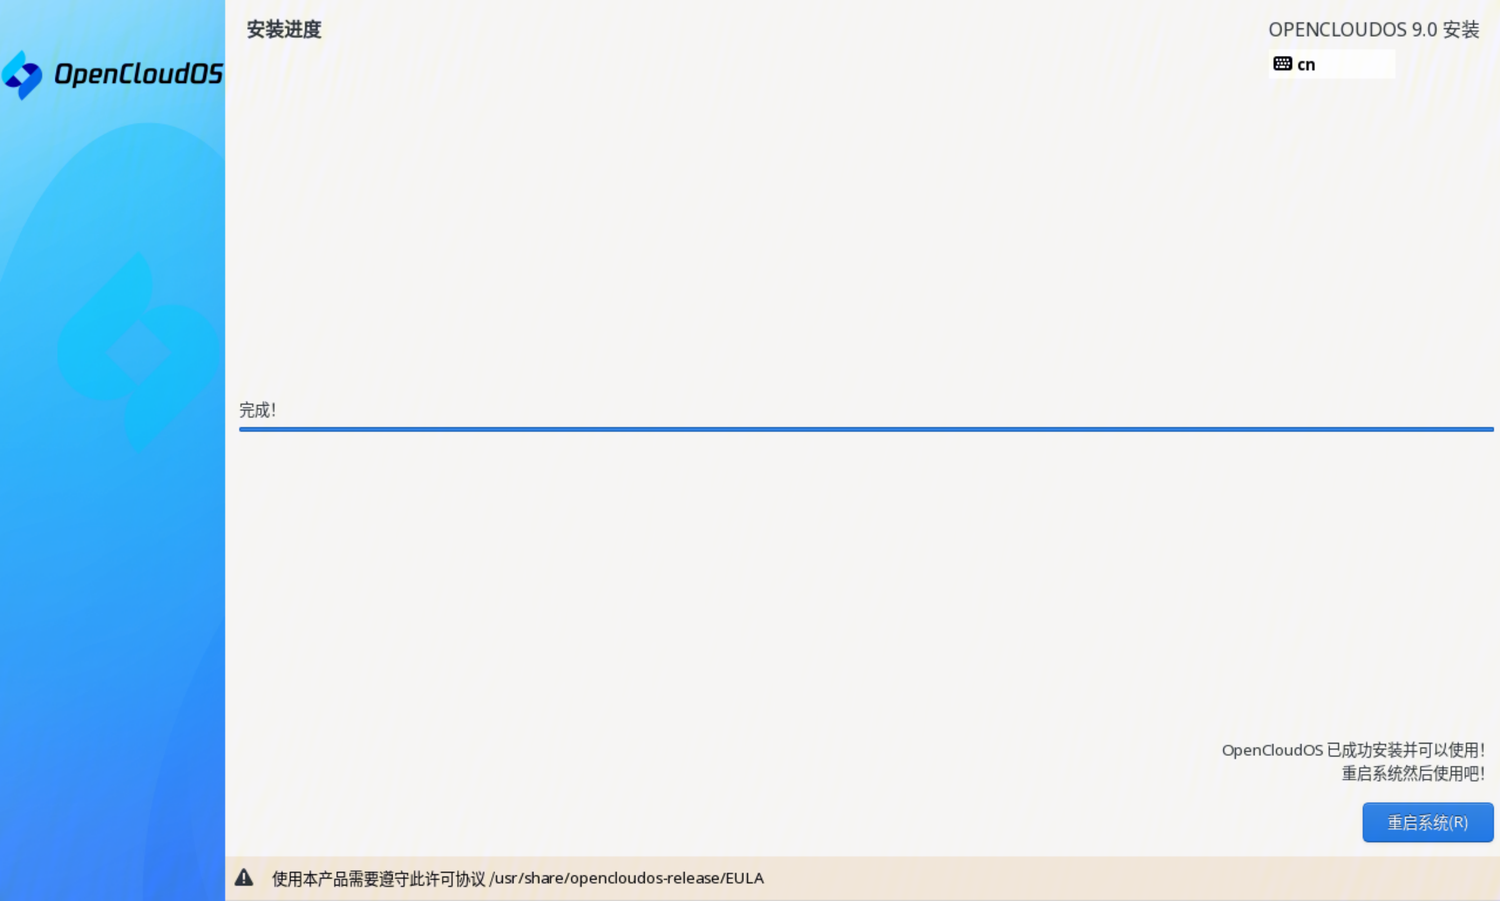 OpenCloudOS
安装进度
OPENCLOUDOS 9.0 安装
cn
完成!
OpenCloudOS 已成功安装并可以使用!
重启系统然后使用吧!
重启系统(R)
使用本产品需要遵守此许可协议 /usr/share/opencloudos-release/EULA